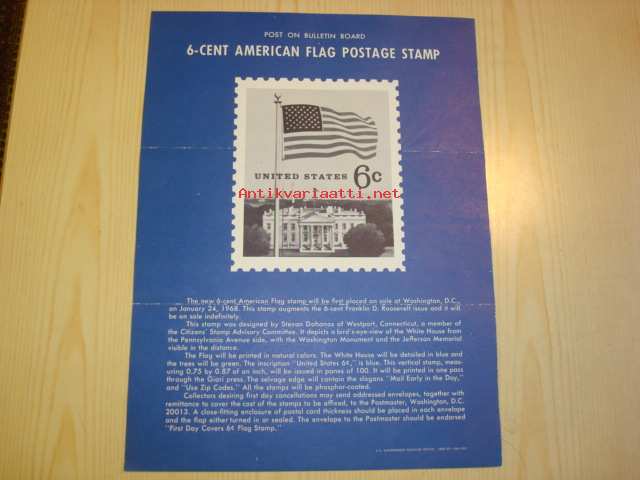 POST ON BULLETIN BOARD
6-CENT AMERICAN FLAG POSTAGE STAMP
UNITED STATES 6c
Antikvariaatti.net
The new 6-cent American Flag stamp will be first placed on sale at Washington, D.C.,
on January 24, 1968. This stamp augments the 6-cent Franklin D. Roosevelt issue and it will
be on sale indefinitely.
This stamp was designed by Stevan Dohanos of Westport, Connecticut, a member of
the Citizens' Stamp Advisory Committee. It depicts a bird's-eye-view of the White House from
the Pennsylvania Avenue side, with the Washington Monument and the Jefferson Memorial
visible in the distance.
The Flag will be printed in natural colors. The White House will be detailed in blue and
the trees will be green. The inscription "United States 6¢," is blue. This vertical stamp, meas-
uring 0.75 by 0.87 of an inch, will be issued in panes of 100. It will be printed in one pass
through the Giori press. The selvage edge will contain the slogans "Mail Early in the Day,"
and "Use Zip Codes." All the stamps will be phosphor-coated.
Collectors desiring first day cancellations may send addressed envelopes, together with
remittance to cover the cost of the stamps to be affixed, to the Postmaster, Washington, D.C.
20013. A close-fitting enclosure of postal card thickness should be placed in each envelope
and the flap either turned in or sealed. The envelope to the Postmaster should be endorsed
"First Day Covers 6¢ Flag Stamp."